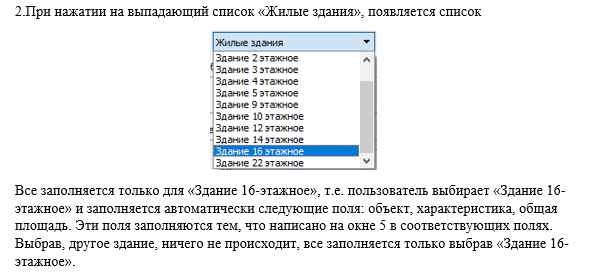 2.При нажатии на выпадающий список «Жилые здания», появляется список
Жилые здания
Здание 2 этажное
Здание 3 этажное
Здание 4 этажное
Здание 5 этажное
Здание 9 этажное
Здание 10 этажное
Здание 12 этажное
Здание 14 этажное
Здание 16 этажное
Здание 22 этажное
Все заполняется только для «Здание 16-этажное», т.е. пользователь выбирает «Здание 16-
этажное» и заполняется автоматически следующие поля: объект, характеристика, общая
площадь. Эти поля заполняются тем, что написано на окне 5 в соответствующих полях.
Выбрав, другое здание, ничего не происходит, все заполняется только выбрав «Здание 16-
этажное».